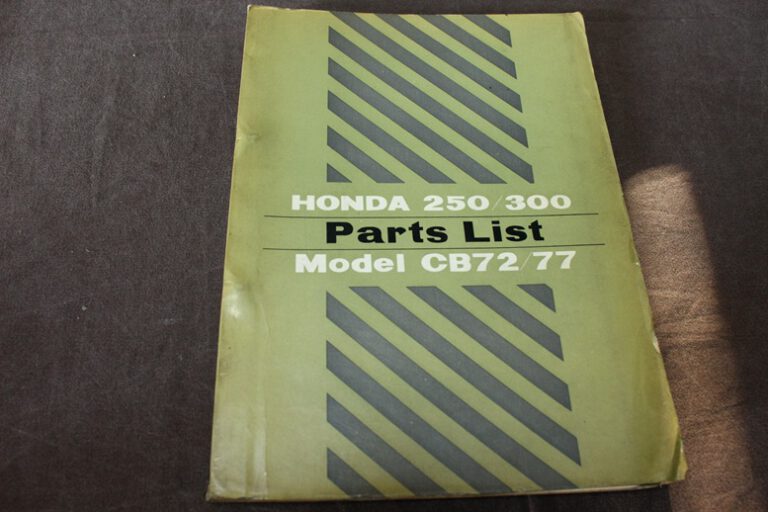 HONDA 250/300
Parts List
Model CB72/77